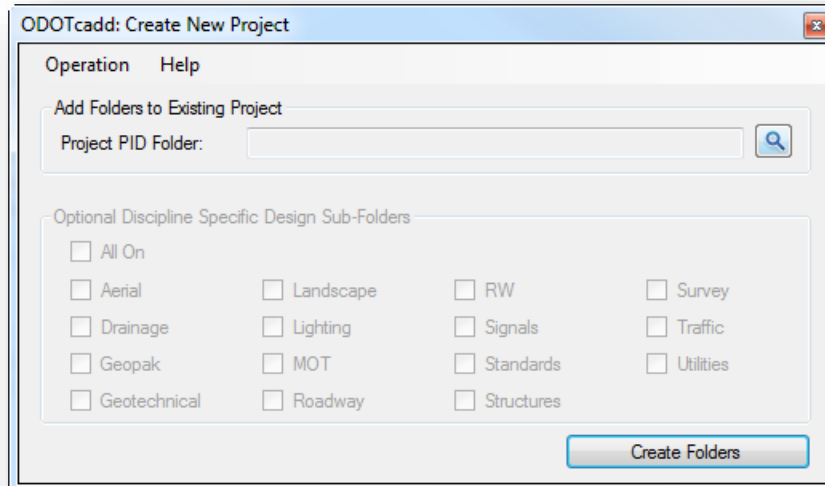 ODOTcadd: Create New Project
Operation Help
Add Folders to Existing Project
Project PID Folder:
Optional Discipline Specific Design Sub-Folders
All On
Aerial Landscape RW Survey
Drainage Lighting Signals Traffic
Geopak MOT Standards Utilities
Geotechnical Roadway Structures
Create Folders